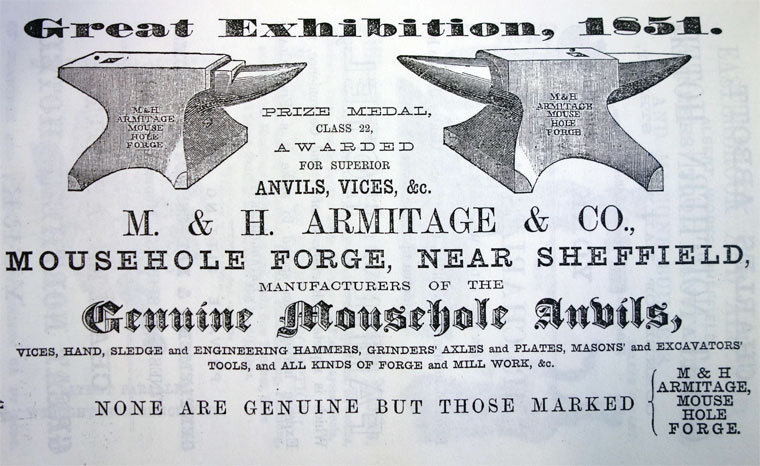 Great Exhibition, 1851.
M & H
ARMITAGE
MOUSE
HOLE
FORGE
M & H
ARMITAGE
MOUSE
HOLE
FORGE
PRIZE MEDAL,
CLASS 22,
AWARDED
FOR SUPERIOR
ANVILS, VICES, &c.
M. & H. ARMITAGE & CO.,
MOUSEHOLE FORGE, NEAR SHEFFIELD,
MANUFACTURERS OF THE
Genuine Mousehole Anvils,
VICES, HAND, SLEDGE and ENGINEERING HAMMERS, GRINDERS' AXLES and PLATES, MASONS' and EXCAVATORS'
TOOLS, and ALL KINDS OF FORGE and MILL WORK, &c.
NONE ARE GENUINE BUT THOSE MARKED
M & H
ARMITAGE,
MOUSE
HOLE
FORGE.